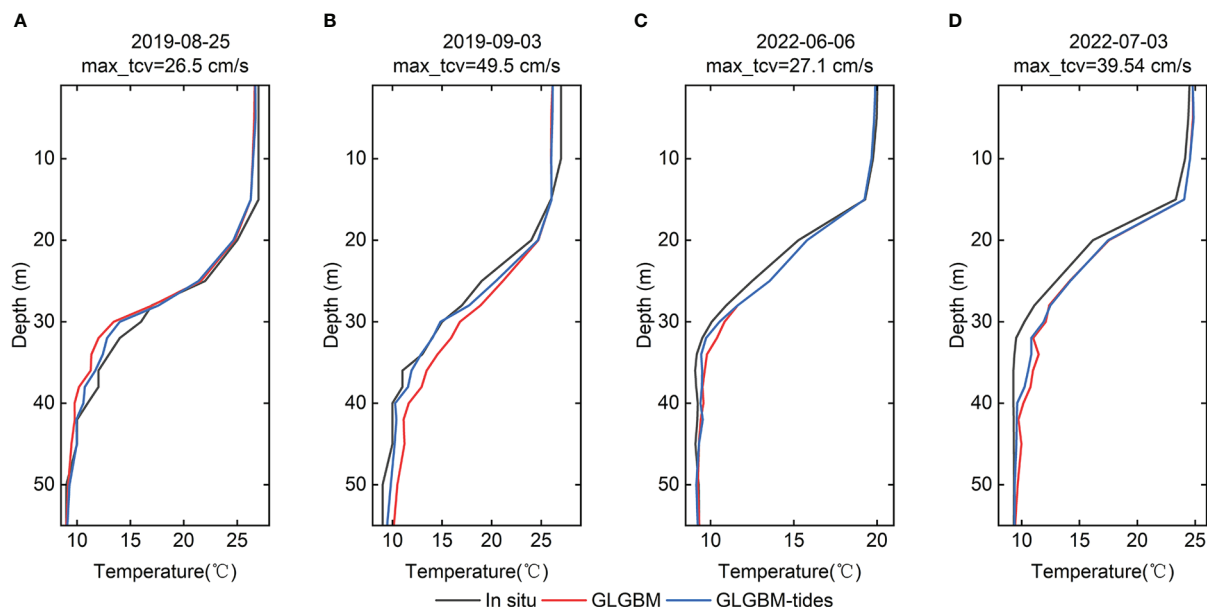 A
2019-08-25
max_tcv=26.5 cm/s
10
20
30
40
50
Depth (m)
10 15 20 25
Temperature(℃)
B
2019-09-03
max_tcv=49.5 cm/s
10
20
30
40
50
Depth (m)
10 15 20 25
Temperature(℃)
C
2022-06-06
max_tcv=27.1 cm/s
10
20
30
40
50
Depth (m)
10 15 20
Temperature(℃)
D
2022-07-03
max_tcv=39.54 cm/s
10
20
30
40
50
Depth (m)
10 15 20 25
Temperature(℃)
In situ GLGBM GLGBM-tides